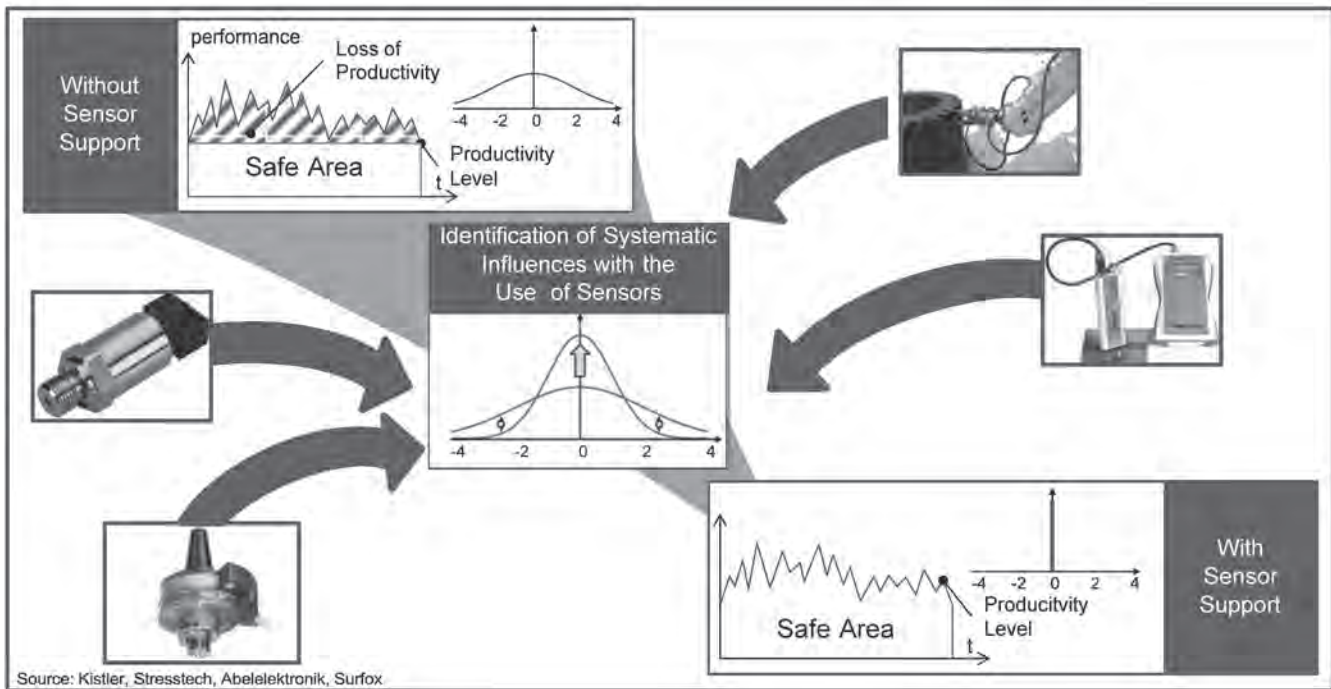 Without
Sensor
Support
performance
Loss of
Productivity
Safe Area
t
Productivity
Level
-4 -2 0 2 4
Identification of Systematic
Influences with the
Use of Sensors
-4 -2 0 2 4
Safe Area
t
-4 -2 0 2 4
Producitvity
Level
With
Sensor
Support
Source: Kistler, Stresstech, Abelelektronik, Surfox